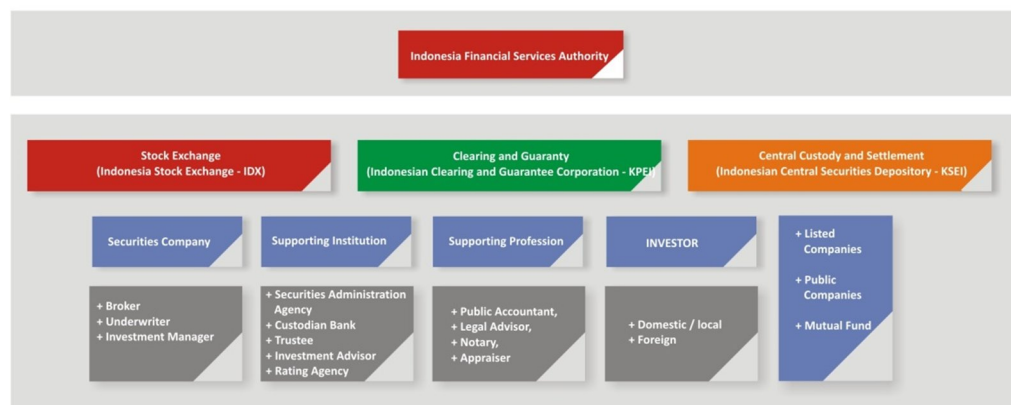 Indonesia Financial Services Authority
Stock Exchange
(Indonesia Stock Exchange - IDX)
Clearing and Guaranty
(Indonesian Clearing and Guarantee Corporation - KPEI)
Central Custody and Settlement
(Indonesian Central Securities Depository - KSEI)
Securities Company
Supporting Institution
Supporting Profession
INVESTOR
+ Listed
Companies
+ Public
Companies
+ Mutual Fund
+ Broker
+ Underwriter
+ Investment Manager
+ Securities Administration
Agency
+ Custodian Bank
+ Trustee
+ Investment Advisor
+ Rating Agency
+ Public Accountant,
+ Legal Advisor,
+ Notary,
+ Appraiser
+ Domestic / local
+ Foreign